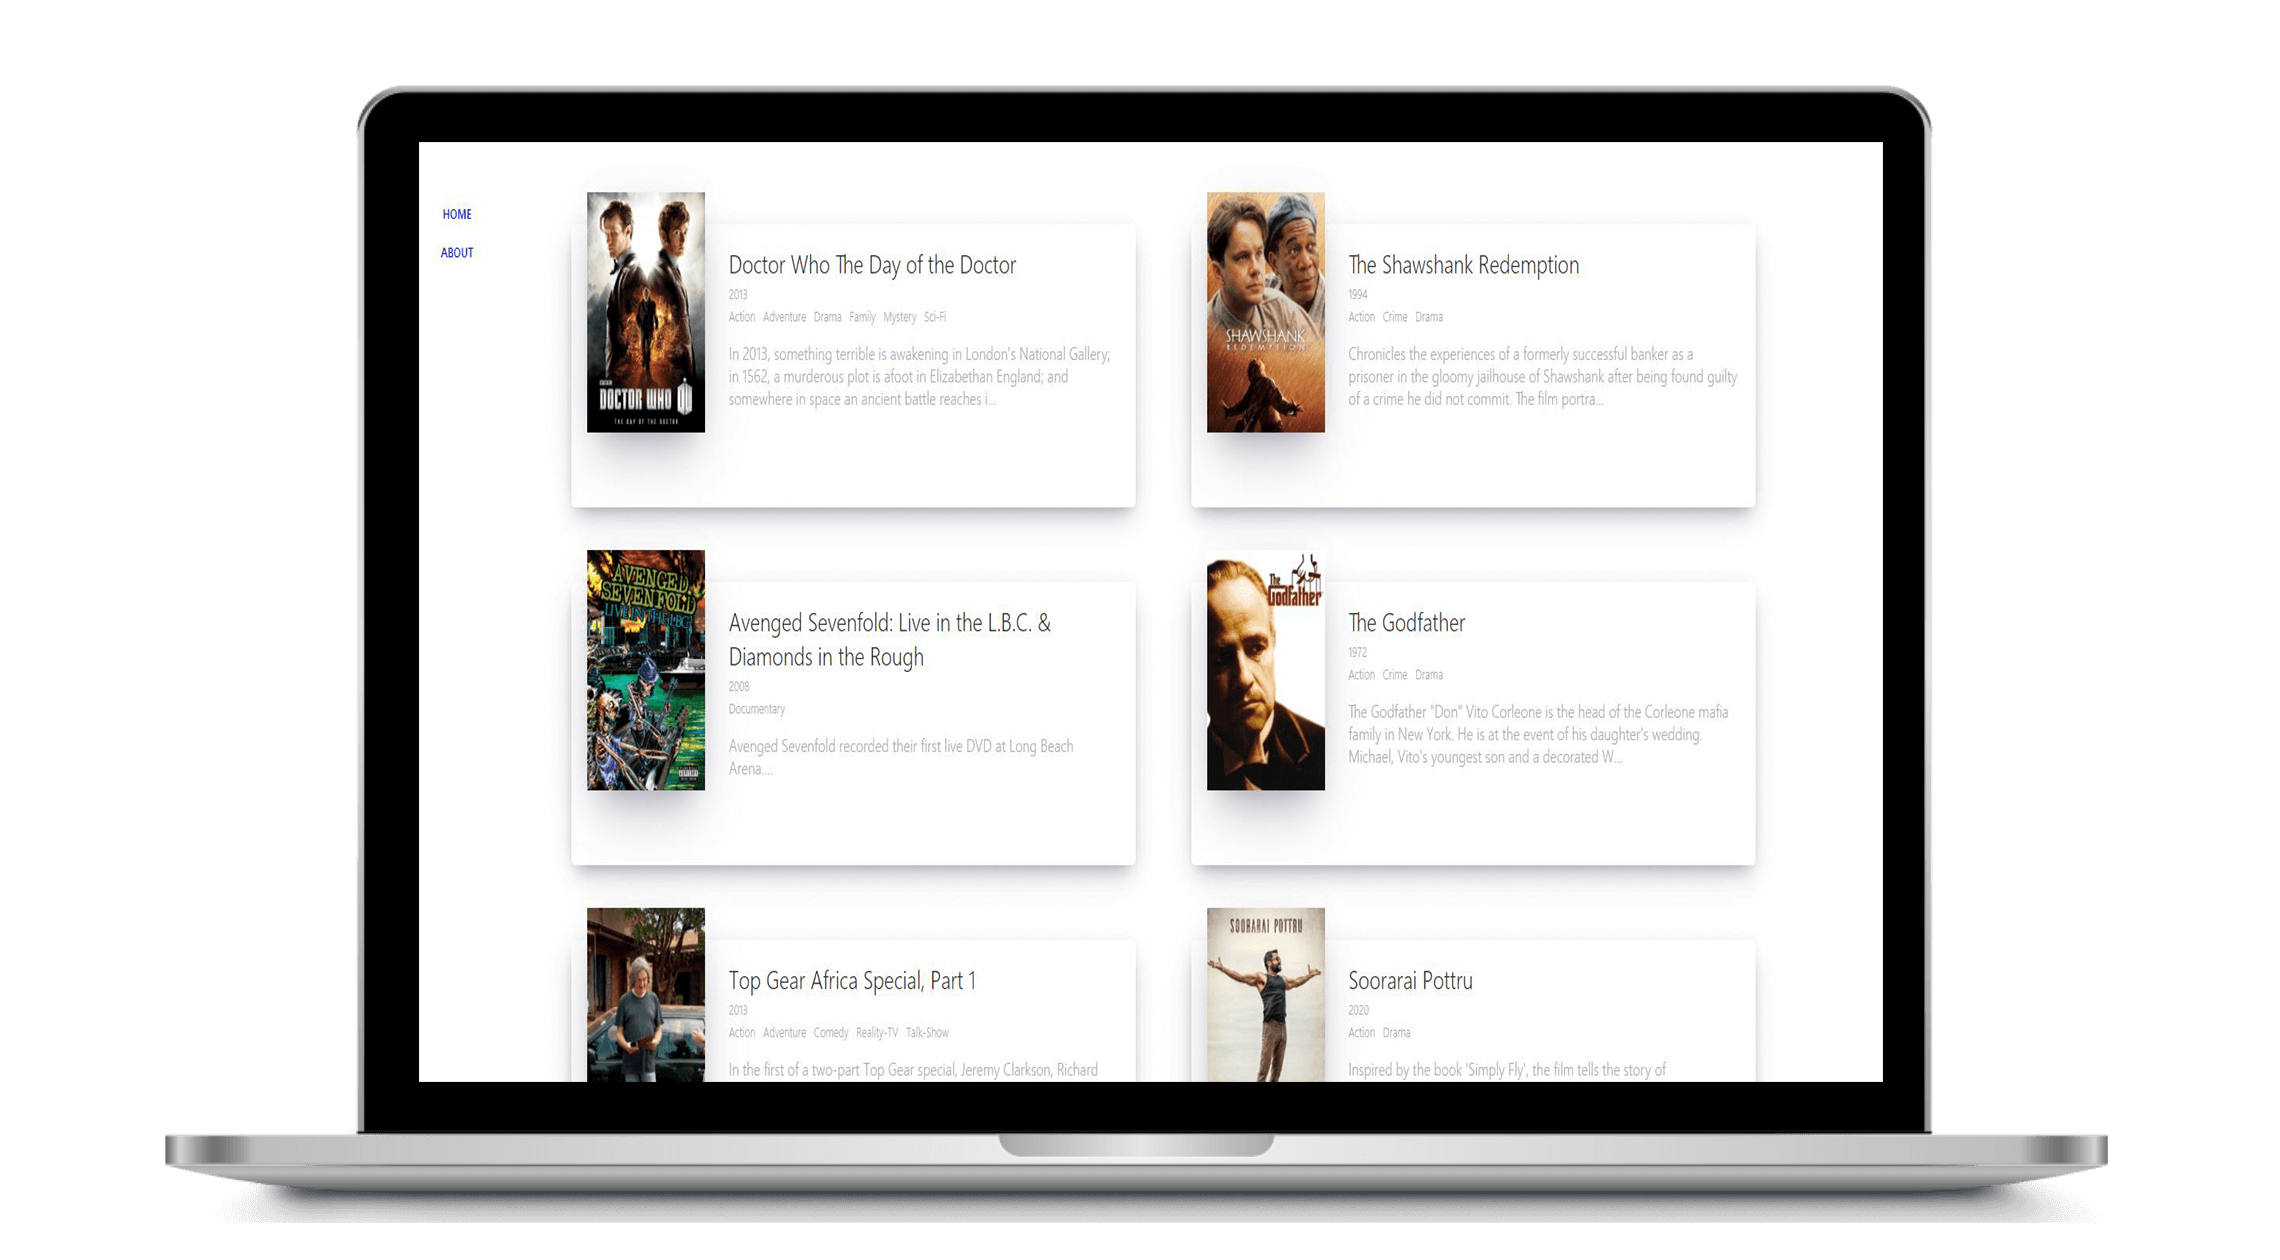 HOME
ABOUT
DOCTOR WHO
THE DAY OF THE DOCTOR
Doctor Who The Day of the Doctor
2013
Action Adventure Drama Family Mystery Sci-Fi
In 2013, something terrible is awakening in London's National Gallery;
in 1562, a murderous plot is afoot in Elizabethan England; and
somewhere in space an ancient battle reaches i...
SHAWSHANK
REDEMPTION
The Shawshank Redemption
1994
Action Crime Drama
Chronicles the experiences of a formerly successful banker as a
prisoner in the gloomy jailhouse of Shawshank after being found guilty
of a crime he did not commit. The film portra...
AVENGED
SEVENFOLD
LIVE IN THE LBC
Avenged Sevenfold: Live in the L.B.C. &
Diamonds in the Rough
2008
Documentary
Avenged Sevenfold recorded their first live DVD at Long Beach
Arena....
The
Godfather
The Godfather
1972
Action Crime Drama
The Godfather "Don" Vito Corleone is the head of the Corleone mafia
family in New York. He is at the event of his daughter's wedding.
Michael, Vito's youngest son and a decorated W...
Top Gear Africa Special, Part 1
2013
Action Adventure Comedy Reality-TV Talk-Show
In the first of a two-part Top Gear special, Jeremy Clarkson, Richard
SOORARAI POTTRU
Soorarai Pottru
2020
Action Drama
Inspired by the book 'Simply Fly', the film tells the story of